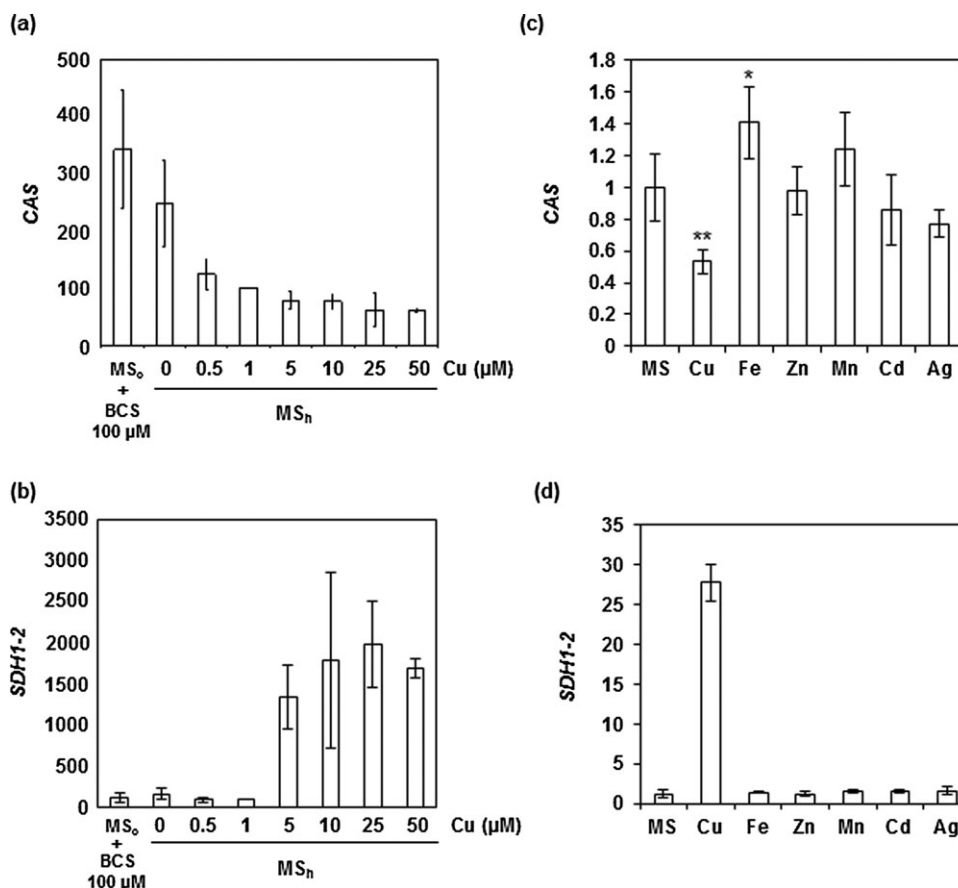 (a)
500
400
300
200
100
0
CAS
MSₒ + BCS 100 µM
0 0.5 1 5 10 25 50 Cu (µM)
MSₕ
(c)
1.8
1.6
1.4
1.2
1
0.8
0.6
0.4
0.2
0
CAS
**
*
MS Cu Fe Zn Mn Cd Ag
(b)
3500
3000
2500
2000
1500
1000
500
0
SDH1-2
MSₒ + BCS 100 µM
0 0.5 1 5 10 25 50 Cu (µM)
MSₕ
(d)
35
30
25
20
15
10
5
0
SDH1-2
MS Cu Fe Zn Mn Cd Ag